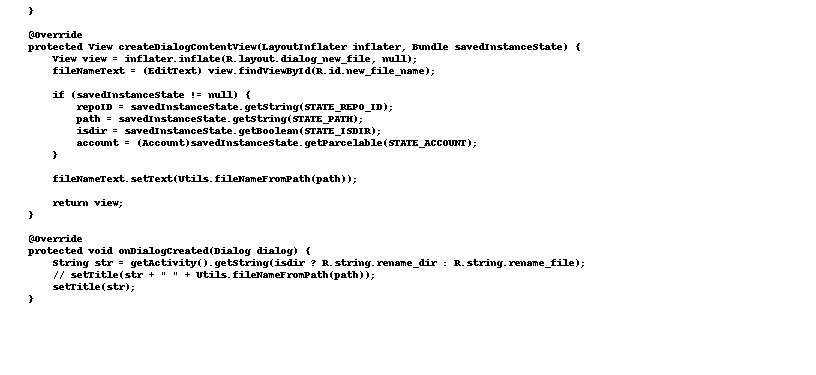 }

@Override
protected View createDialogContentView(LayoutInflater inflater, Bundle savedInstanceState) {
    View view = inflater.inflate(R.layout.dialog_new_file, null);
    fileNameText = (EditText) view.findViewById(R.id.new_file_name);

    if (savedInstanceState != null) {
        repoID = savedInstanceState.getString(STATE_REPO_ID);
        path = savedInstanceState.getString(STATE_PATH);
        isdir = savedInstanceState.getBoolean(STATE_ISDIR);
        account = (Account)savedInstanceState.getParcelable(STATE_ACCOUNT);
    }

    fileNameText.setText(Utils.fileNameFromPath(path));

    return view;
}

@Override
protected void onDialogCreated(Dialog dialog) {
    String str = getActivity().getString(isdir ? R.string.rename_dir : R.string.rename_file);
    // setTitle(str + " " + Utils.fileNameFromPath(path));
    setTitle(str);
}